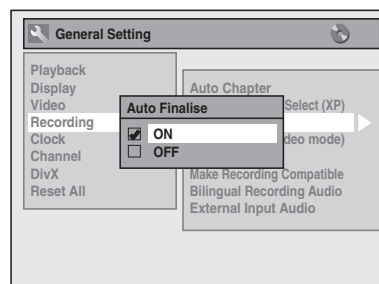 General Setting
Playback
Display
Video
Recording
Clock
Channel
DivX
Reset All
Auto Chapter
Select (XP)
deo mode)
Make Recording Compatible
Bilingual Recording Audio
External Input Audio
Auto Finalise
ON
OFF